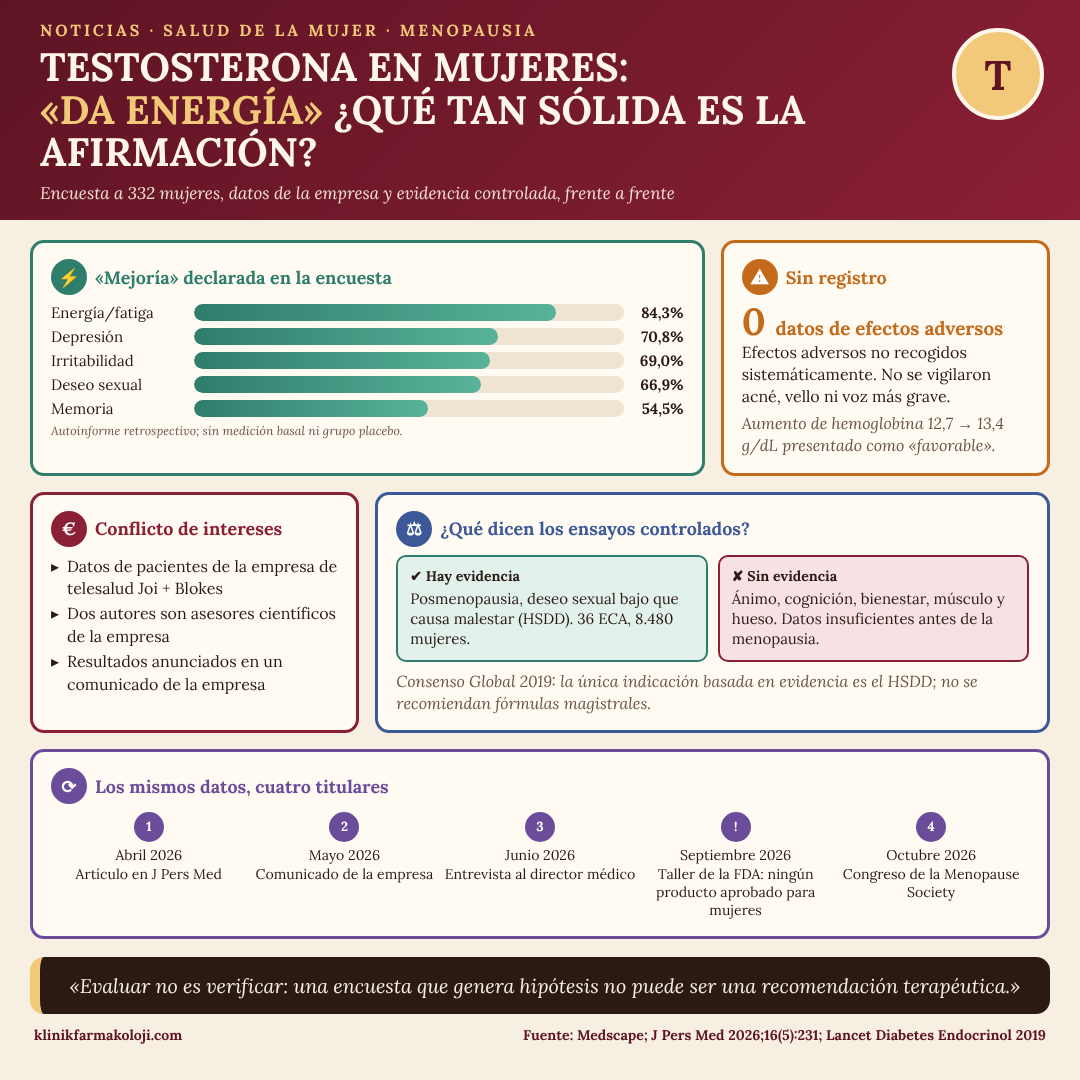 NOTICIAS · SALUD DE LA MUJER · MENOPAUSIA
TESTOSTERONA EN MUJERES:
«DA ENERGÍA» ¿QUÉ TAN SÓLIDA ES LA
AFIRMACIÓN?
Encuesta a 332 mujeres, datos de la empresa y evidencia controlada, frente a frente
T
⚡ «Mejoría» declarada en la encuesta
Energía/fatiga 84,3%
Depresión 70,8%
Irritabilidad 69,0%
Deseo sexual 66,9%
Memoria 54,5%
Autoinforme retrospectivo; sin medición basal ni grupo placebo.
⚠ Sin registro
0 datos de efectos adversos
Efectos adversos no recogidos
sistemáticamente. No se vigilaron
acné, vello ni voz más grave.
Aumento de hemoglobina 12,7 → 13,4
g/dL presentado como «favorable».
€ Conflicto de intereses
▸ Datos de pacientes de la empresa de
telesalud Joi + Blokes
▸ Dos autores son asesores científicos
de la empresa
▸ Resultados anunciados en un
comunicado de la empresa
⚖ ¿Qué dicen los ensayos controlados?
✔ Hay evidencia
Posmenopausia, deseo sexual bajo que
causa malestar (HSDD). 36 ECA, 8.480
mujeres.
✘ Sin evidencia
Ánimo, cognición, bienestar, músculo y
hueso. Datos insuficientes antes de la
menopausia.
Consenso Global 2019: la única indicación basada en evidencia es el HSDD; no se
recomiendan fórmulas magistrales.
⟳ Los mismos datos, cuatro titulares
1
Abril 2026
Artículo en J Pers Med
2
Mayo 2026
Comunicado de la empresa
3
Junio 2026
Entrevista al director médico
!
Septiembre 2026
Taller de la FDA: ningún
producto aprobado para
mujeres
4
Octubre 2026
Congreso de la Menopause
Society
«Evaluar no es verificar: una encuesta que genera hipótesis no puede ser una recomendación terapéutica.»
klinikfarmakoloji.com
Fuente: Medscape; J Pers Med 2026;16(5):231; Lancet Diabetes Endocrinol 2019